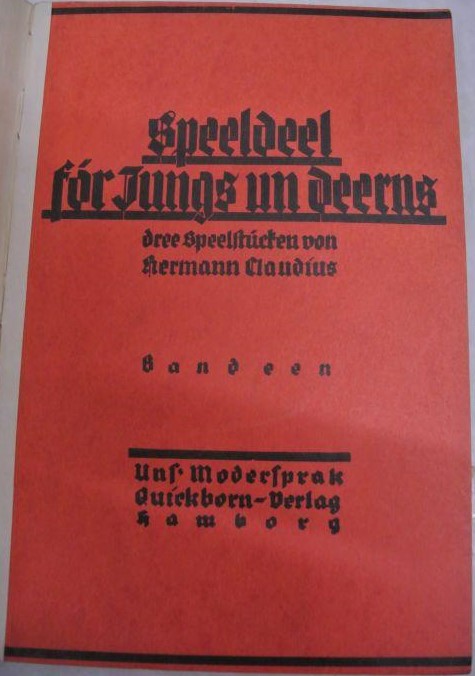 Speeldeel
för Jungs un deerns
dree Speelstücken von
Hermann Claudius
Band een
Uns' Modersprak
Quickborn-Verlag
Hamborg